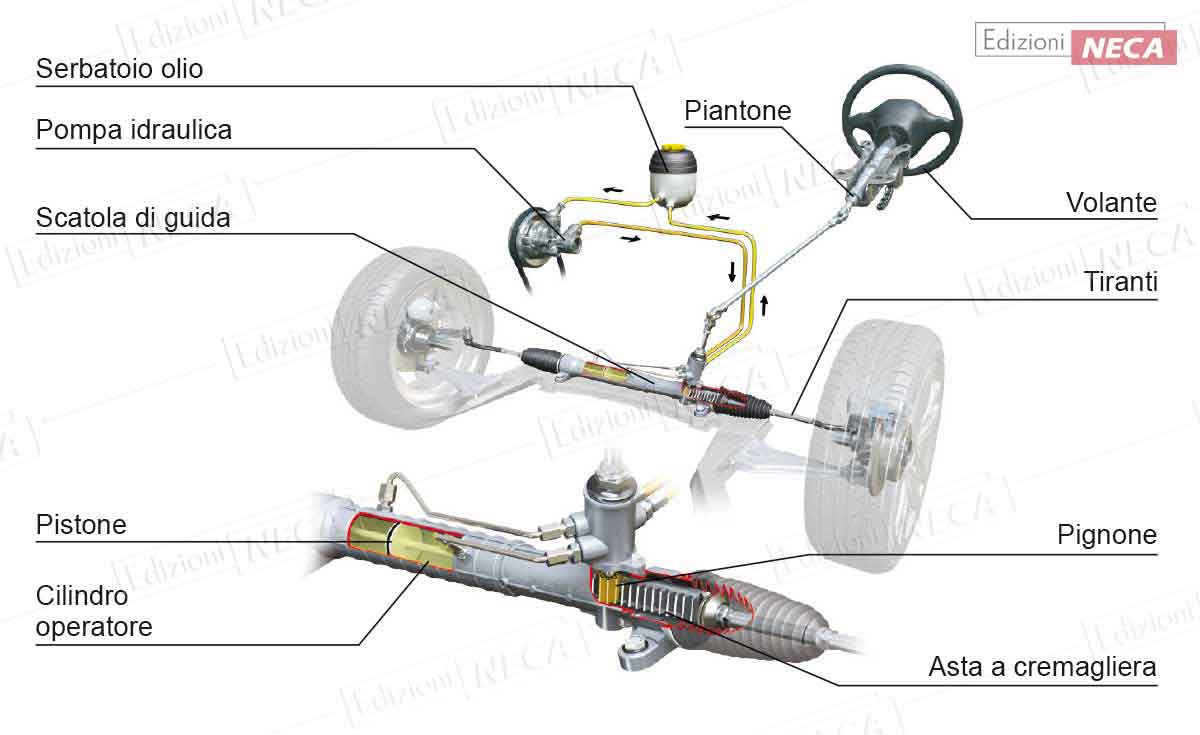 Edizioni NECA
Serbatoio olio
Piantone
Pompa idraulica
Volante
Scatola di guida
Tiranti
Pistone
Pignone
Cilindro
operatore
Asta a cremagliera